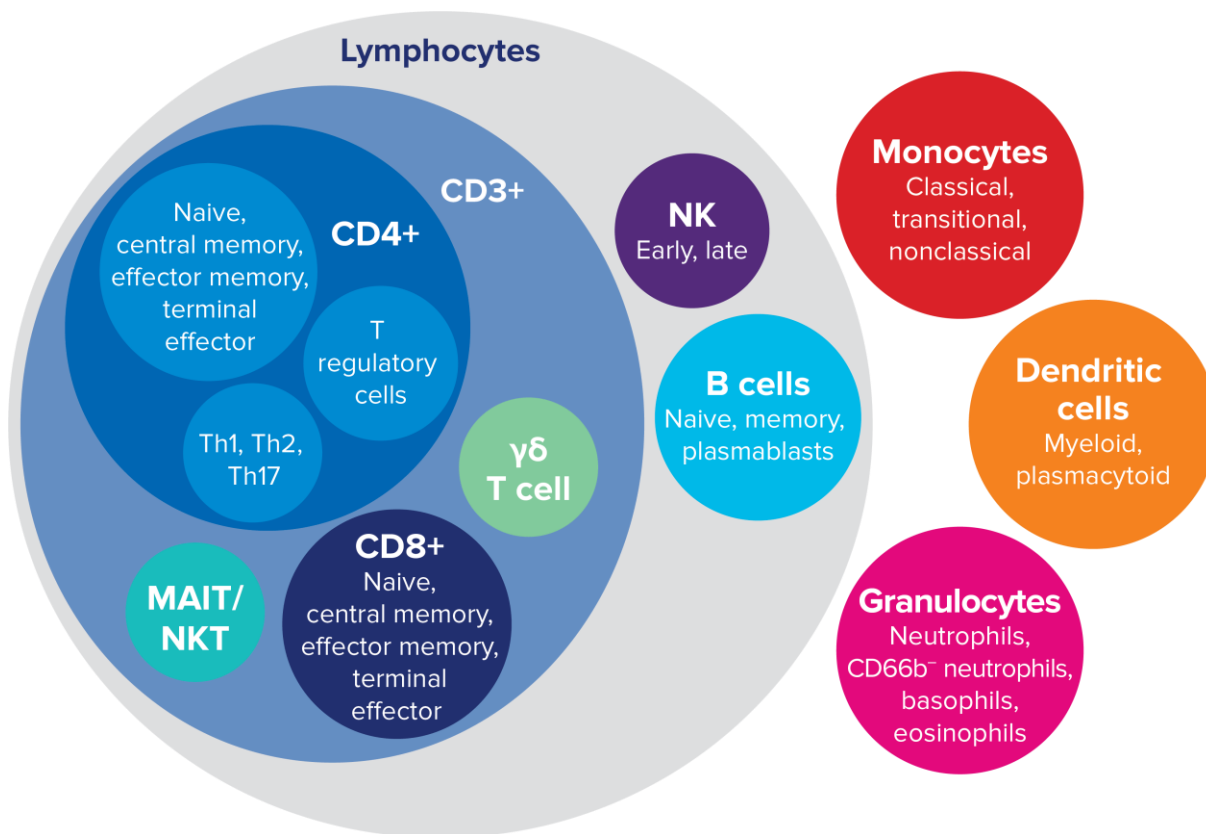 Lymphocytes
CD3+
CD4+
Naive,
central memory,
effector memory,
terminal
effector
T
regulatory
cells
Th1, Th2,
Th17
γδ
T cell
MAIT/
NKT
CD8+
Naive,
central memory,
effector memory,
terminal
effector
NK
Early, late
B cells
Naive, memory,
plasmablasts
Monocytes
Classical,
transitional,
nonclassical
Dendritic
cells
Myeloid,
plasmacytoid
Granulocytes
Neutrophils,
CD66b⁻ neutrophils,
basophils,
eosinophils